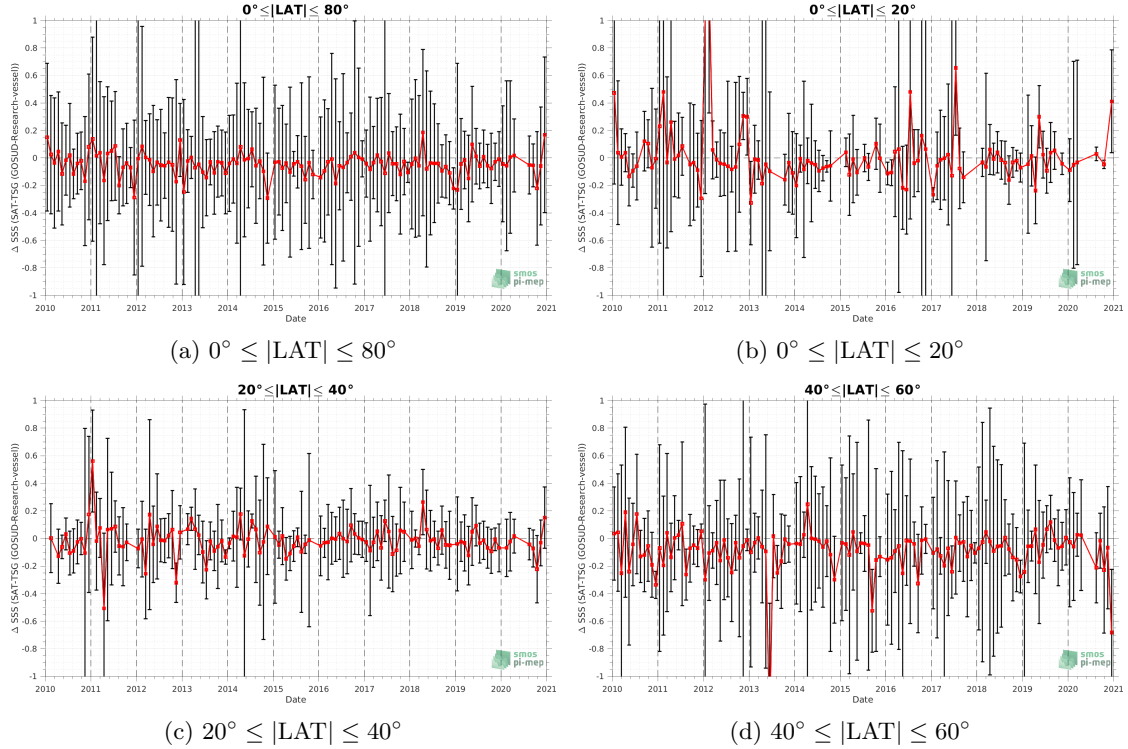 0°≤|LAT|≤ 80°
Δ SSS (SAT-TSG (GOSUD-Research-vessel))
1
0.8
0.6
0.4
0.2
0
-0.2
-0.4
-0.6
-0.8
-1
smos
pi-mep
2010 2011 2012 2013 2014 2015 2016 2017 2018 2019 2020 2021
Date
(a) 0° ≤ |LAT| ≤ 80°
0°≤|LAT|≤ 20°
Δ SSS (SAT-TSG (GOSUD-Research-vessel))
1
0.8
0.6
0.4
0.2
0
-0.2
-0.4
-0.6
-0.8
-1
smos
pi-mep
2010 2011 2012 2013 2014 2015 2016 2017 2018 2019 2020 2021
Date
(b) 0° ≤ |LAT| ≤ 20°
20°≤|LAT|≤ 40°
Δ SSS (SAT-TSG (GOSUD-Research-vessel))
1
0.8
0.6
0.4
0.2
0
-0.2
-0.4
-0.6
-0.8
-1
smos
pi-mep
2010 2011 2012 2013 2014 2015 2016 2017 2018 2019 2020 2021
Date
(c) 20° ≤ |LAT| ≤ 40°
40°≤|LAT|≤ 60°
Δ SSS (SAT-TSG (GOSUD-Research-vessel))
1
0.8
0.6
0.4
0.2
0
-0.2
-0.4
-0.6
-0.8
-1
smos
pi-mep
2010 2011 2012 2013 2014 2015 2016 2017 2018 2019 2020 2021
Date
(d) 40° ≤ |LAT| ≤ 60°